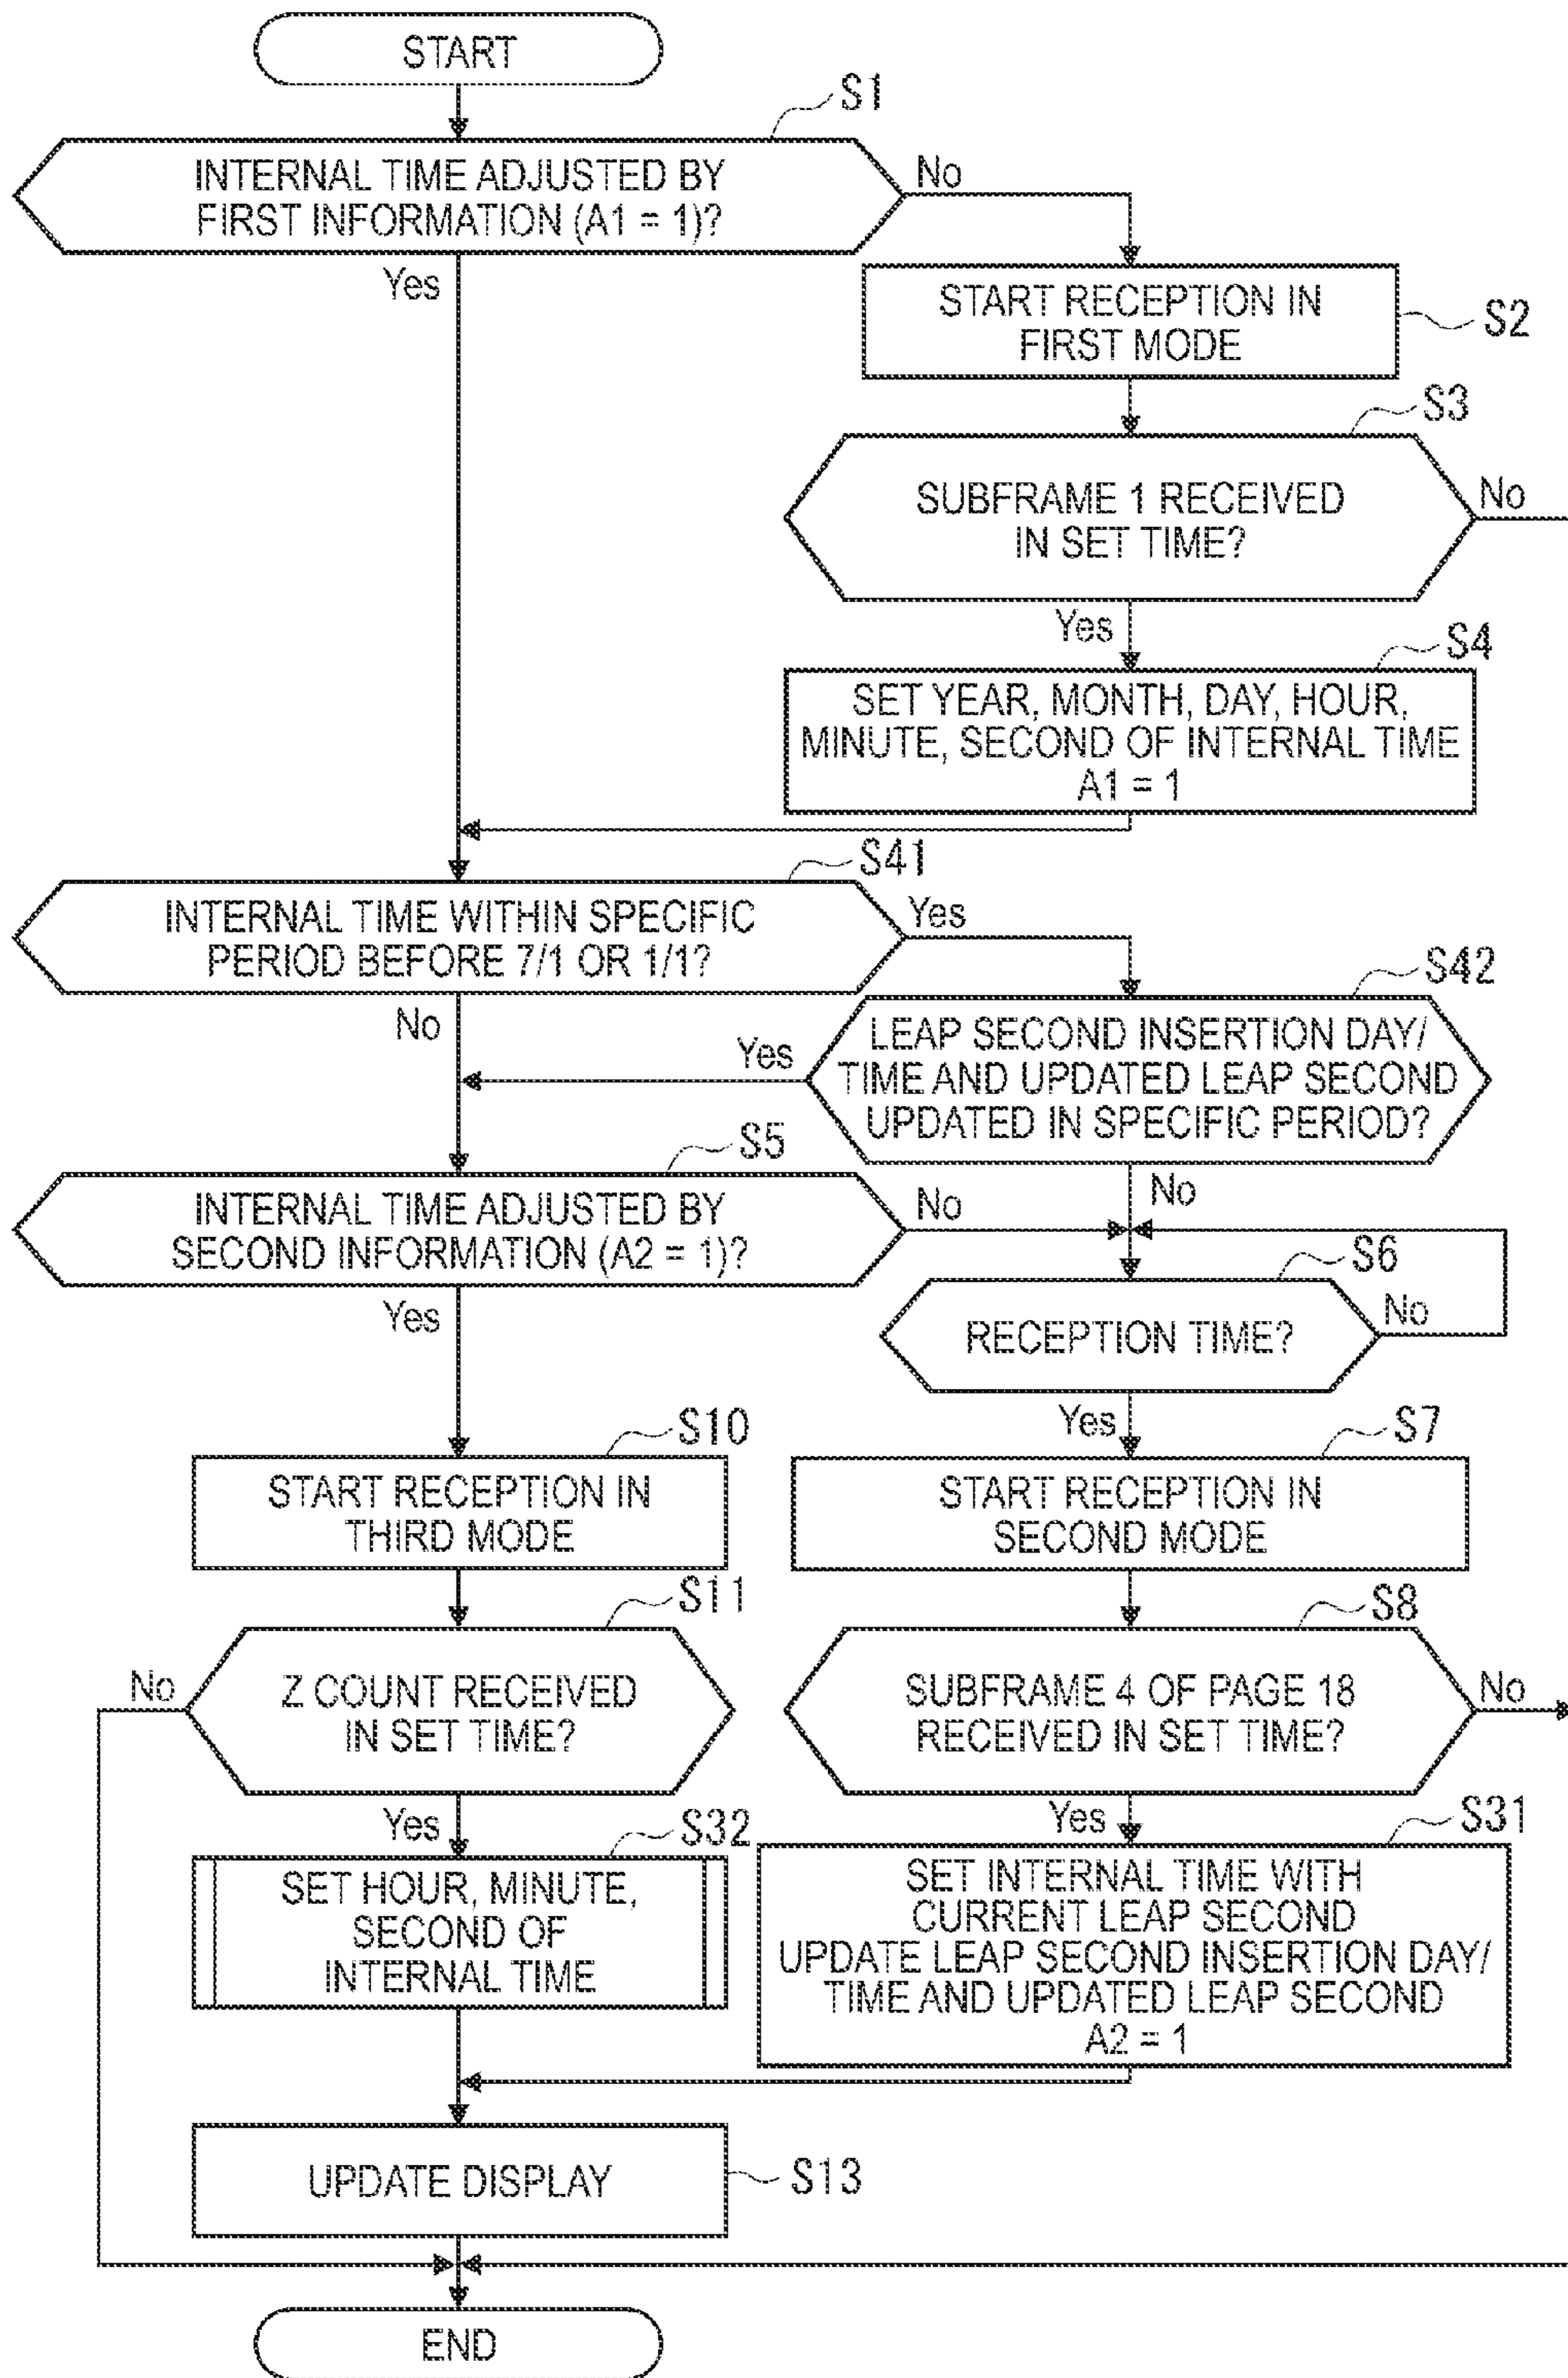 START
S1
INTERNAL TIME ADJUSTED BY
FIRST INFORMATION (A1 = 1)?
No
Yes
START RECEPTION IN
FIRST MODE
S2
S3
SUBFRAME 1 RECEIVED
IN SET TIME?
No
Yes
S4
SET YEAR, MONTH, DAY, HOUR,
MINUTE, SECOND OF INTERNAL TIME
A1 = 1
S41
INTERNAL TIME WITHIN SPECIFIC
PERIOD BEFORE 7/1 OR 1/1?
Yes
No
S42
LEAP SECOND INSERTION DAY/
TIME AND UPDATED LEAP SECOND
UPDATED IN SPECIFIC PERIOD?
Yes
No
S5
INTERNAL TIME ADJUSTED BY
SECOND INFORMATION (A2 = 1)?
No
Yes
S6
RECEPTION TIME?
No
Yes
S10
START RECEPTION IN
THIRD MODE
S7
START RECEPTION IN
SECOND MODE
S11
Z COUNT RECEIVED
IN SET TIME?
No
Yes
S8
SUBFRAME 4 OF PAGE 18
RECEIVED IN SET TIME?
No
Yes
S32
SET HOUR, MINUTE,
SECOND OF
INTERNAL TIME
S31
SET INTERNAL TIME WITH
CURRENT LEAP SECOND
UPDATE LEAP SECOND INSERTION DAY/
TIME AND UPDATED LEAP SECOND
A2 = 1
UPDATE DISPLAY
S13
END